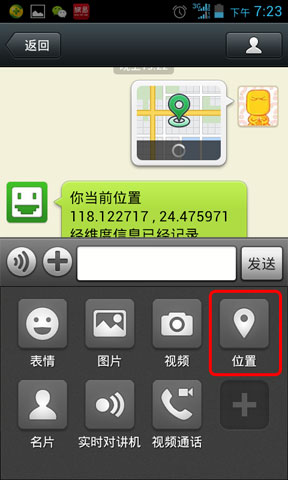 3G
下午 7:23
返回
你当前位置
118.122717 , 24.475971
经纬度信息已经记录
发送
表情
图片
视频
位置
名片
实时对讲机
视频通话